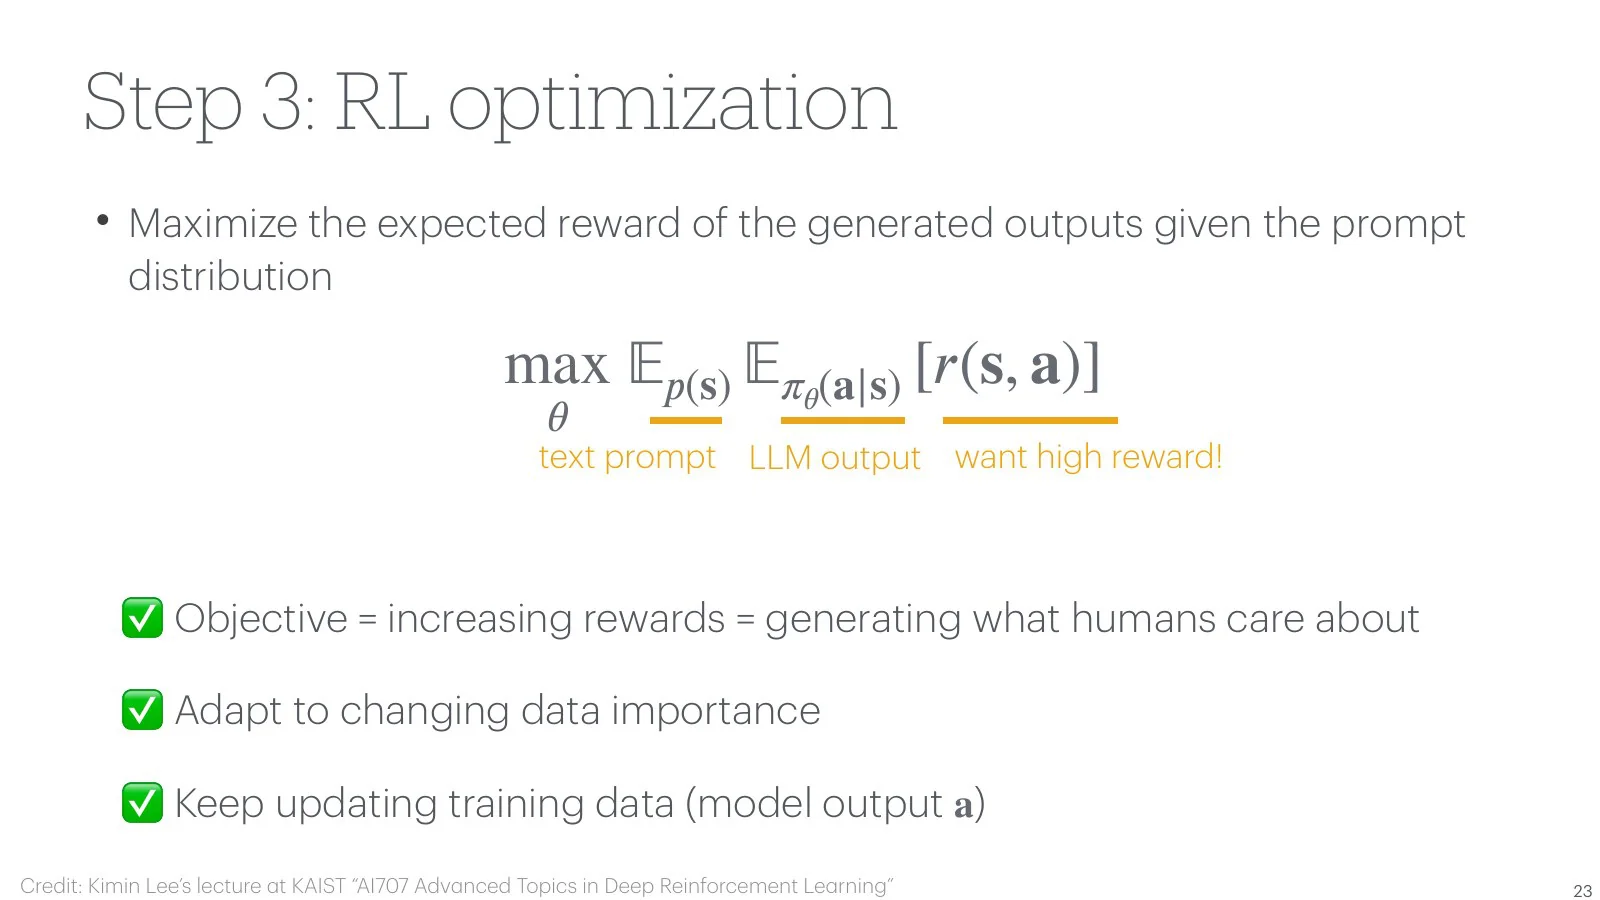 Step 3: RL optimization
• Maximize the expected reward of the generated outputs given the prompt
distribution
max 𝔼p(s) 𝔼πθ(a|s) [r(s, a)]
θ
text prompt LLM output want high reward!
✅ Objective = increasing rewards = generating what humans care about
✅ Adapt to changing data importance
✅ Keep updating training data (model output a)
Credit: Kimin Lee’s lecture at KAIST “AI707 Advanced Topics in Deep Reinforcement Learning”
23